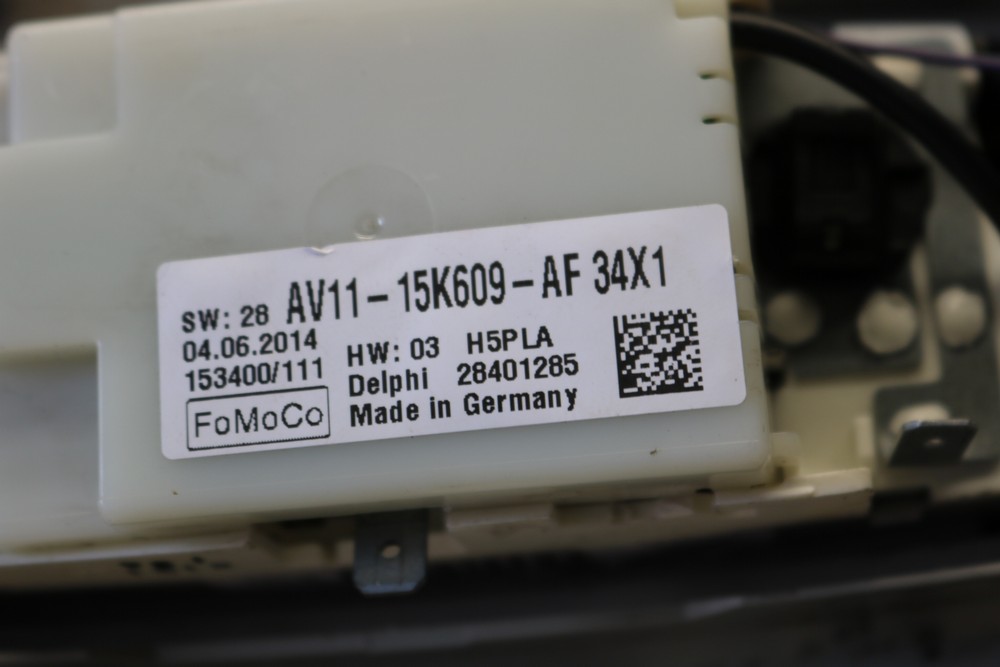 SW: 28 AV11-15K609-AF 34X1
04.06.2014
153400/111
FoMoCo
HW: 03 H5PLA
Delphi 28401285
Made in Germany